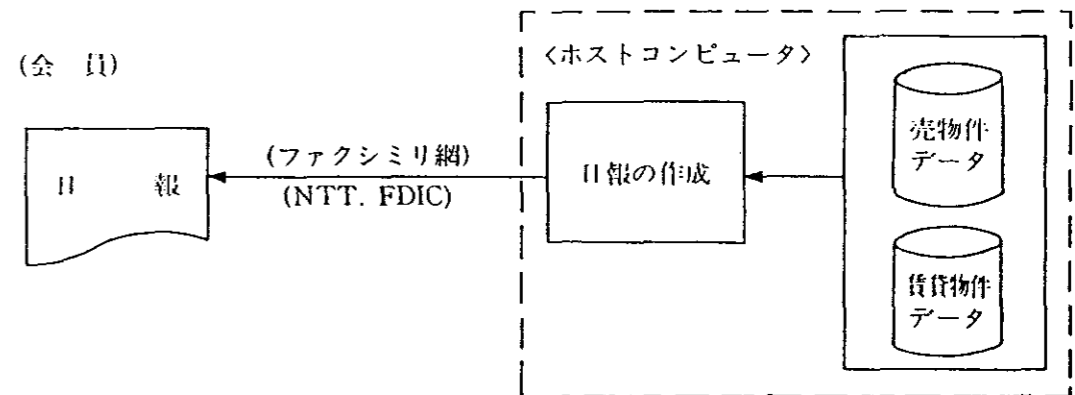 (会 員)
日 報
(ファクシミリ網)
(NTT. FDIC)
〈ホストコンピュータ〉
日報の作成
売物件
データ
賃貸物件
データ